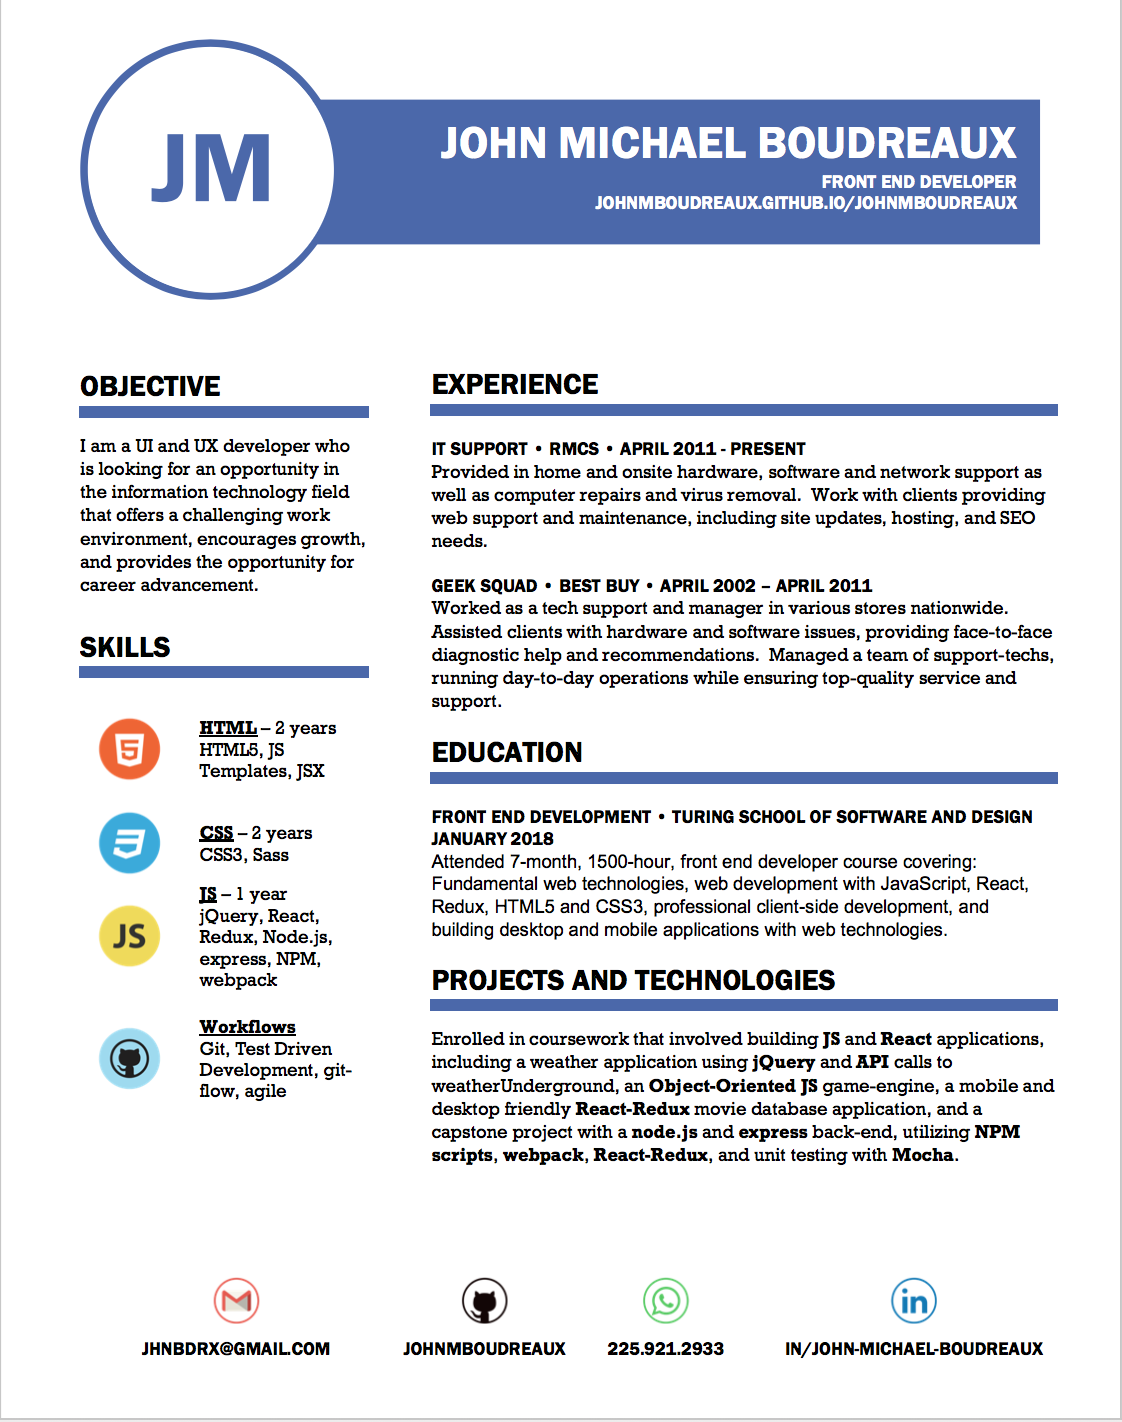 JM
JOHN MICHAEL BOUDREAUX
FRONT END DEVELOPER
JOHNMBOUDREAUX.GITHUB.IO/JOHNMBOUDREAUX
OBJECTIVE
I am a UI and UX developer who
is looking for an opportunity in
the information technology field
that offers a challenging work
environment, encourages growth,
and provides the opportunity for
career advancement.
SKILLS
5
HTML – 2 years
HTML5, JS
Templates, JSX
3
CSS – 2 years
CSS3, Sass
JS
JS – 1 year
jQuery, React,
Redux, Node.js,
express, NPM,
webpack
Workflows
Git, Test Driven
Development, git-
flow, agile
EXPERIENCE
IT SUPPORT • RMCS • APRIL 2011 - PRESENT
Provided in home and onsite hardware, software and network support as
well as computer repairs and virus removal.  Work with clients providing
web support and maintenance, including site updates, hosting, and SEO
needs.
GEEK SQUAD • BEST BUY • APRIL 2002 – APRIL 2011
Worked as a tech support and manager in various stores nationwide.
Assisted clients with hardware and software issues, providing face-to-face
diagnostic help and recommendations.  Managed a team of support-techs,
running day-to-day operations while ensuring top-quality service and
support.
EDUCATION
FRONT END DEVELOPMENT • TURING SCHOOL OF SOFTWARE AND DESIGN
JANUARY 2018
Attended 7-month, 1500-hour, front end developer course covering:
Fundamental web technologies, web development with JavaScript, React,
Redux, HTML5 and CSS3, professional client-side development, and
building desktop and mobile applications with web technologies.
PROJECTS AND TECHNOLOGIES
Enrolled in coursework that involved building JS and React applications,
including a weather application using jQuery and API calls to
weatherUnderground, an Object-Oriented JS game-engine, a mobile and
desktop friendly React-Redux movie database application, and a
capstone project with a node.js and express back-end, utilizing NPM
scripts, webpack, React-Redux, and unit testing with Mocha.
in
JHNBDRX@GMAIL.COM
JOHNMBOUDREAUX
225.921.2933
IN/JOHN-MICHAEL-BOUDREAUX